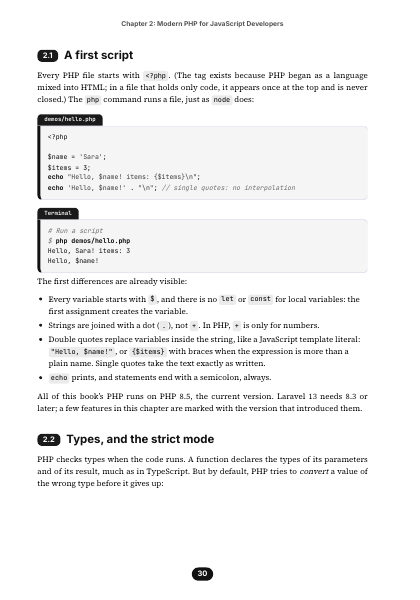 Chapter 2: Modern PHP for JavaScript Developers
2.1 A first script
Every PHP file starts with <?php. (The tag exists because PHP began as a language
mixed into HTML; in a file that holds only code, it appears once at the top and is never
closed.) The php command runs a file, just as node does:
demos/hello.php
<?php
$name = 'Sara';
$items = 3;
echo "Hello, $name! items: {$items}\n";
echo 'Hello, $name!' . "\n"; // single quotes: no interpolation
Terminal
# Run a script
$ php demos/hello.php
Hello, Sara! items: 3
Hello, $name!
The first differences are already visible:
• Every variable starts with $, and there is no let or const for local variables: the
first assignment creates the variable.
• Strings are joined with a dot (.), not +. In PHP, + is only for numbers.
• Double quotes replace variables inside the string, like a JavaScript template literal:
"Hello, $name!", or {$items} with braces when the expression is more than a
plain name. Single quotes take the text exactly as written.
• echo prints, and statements end with a semicolon, always.
All of this book's PHP runs on PHP 8.5, the current version. Laravel 13 needs 8.3 or
later; a few features in this chapter are marked with the version that introduced them.
2.2 Types, and the strict mode
PHP checks types when the code runs. A function declares the types of its parameters
and of its result, much as in TypeScript. But by default, PHP tries to convert a value of
the wrong type before it gives up:
30